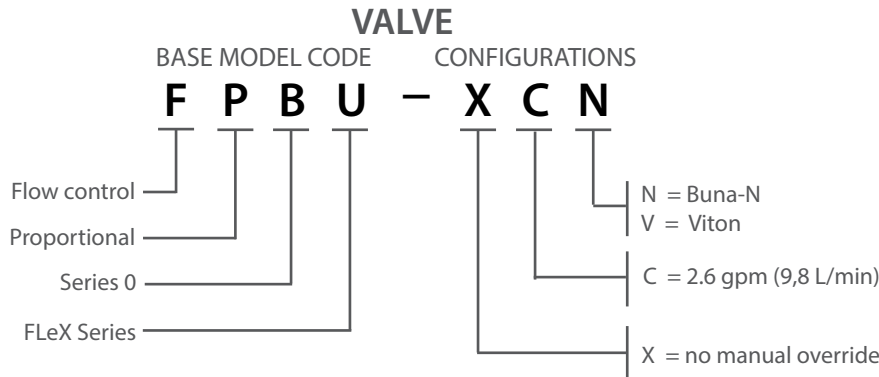 VALVE
BASE MODEL CODE CONFIGURATIONS
F P B U – X C N
Flow control
Proportional
Series 0
FLeX Series
N = Buna-N
V = Viton
C = 2.6 gpm (9,8 L/min)
X = no manual override